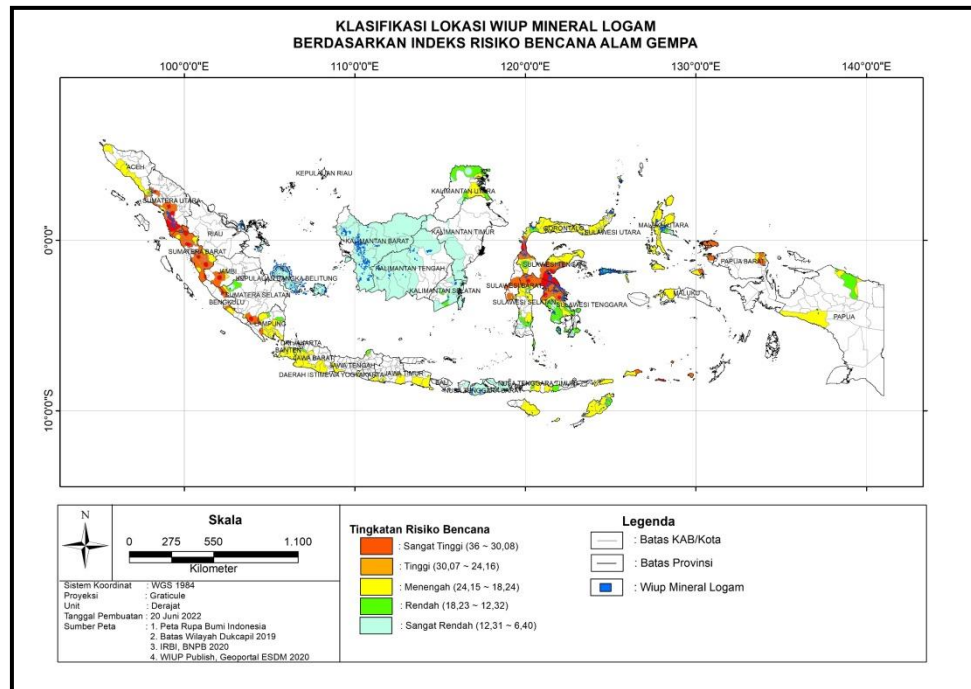 KLASIFIKASI LOKASI WIUP MINERAL LOGAM
BERDASARKAN INDEKS RISIKO BENCANA ALAM GEMPA
100°0'0"E 110°0'0"E 120°0'0"E 130°0'0"E 140°0'0"E
0°0'0"
10°0'0"S
ACEH
KEPULAUAN RIAU
SUMATERA UTARA
KALIMANTAN UTARA
RIAU
KALIMANTAN BARAT
KALIMANTAN TIMUR
GORONTALO
SULAWESI UTARA
MALUKU UTARA
SUMATERA BARAT
KALIMANTAN TENGAH
SULAWESI TENGAH
PAPUA BARAT
JAMBI
KEPULAUAN BANGKA BELITUNG
SUMATERA SELATAN
BENGKULU
KALIMANTAN SELATAN
SULAWESI BARAT
SULAWESI SELATAN
SULAWESI TENGGARA
MALUKU
PAPUA
LAMPUNG
DKI JAKARTA
BANTEN
JAWA BARAT
JAWA TENGAH
DAERAH ISTIMEWA YOGYAKARTA
JAWA TIMUR
BALI
NUSA TENGGARA BARAT
NUSA TENGGARA TIMUR
N
Skala
0 275 550 1.100
Kilometer
Sistem Koordinat : WGS 1984
Proyeksi : Graticule
Unit : Derajat
Tanggal Pembuatan : 20 Juni 2022
Sumber Peta : 1. Peta Rupa Bumi Indonesia
2. Batas Wilayah Dukcapil 2019
3. IRBI, BNPB 2020
4. WIUP Publish, Geoportal ESDM 2020
Tingkatan Risiko Bencana
: Sangat Tinggi (36 ~ 30,08)
: Tinggi (30,07 ~ 24,16)
: Menengah (24,15 ~ 18,24)
: Rendah (18,23 ~ 12,32)
: Sangat Rendah (12,31 ~ 6,40)
Legenda
: Batas KAB/Kota
: Batas Provinsi
: Wiup Mineral Logam